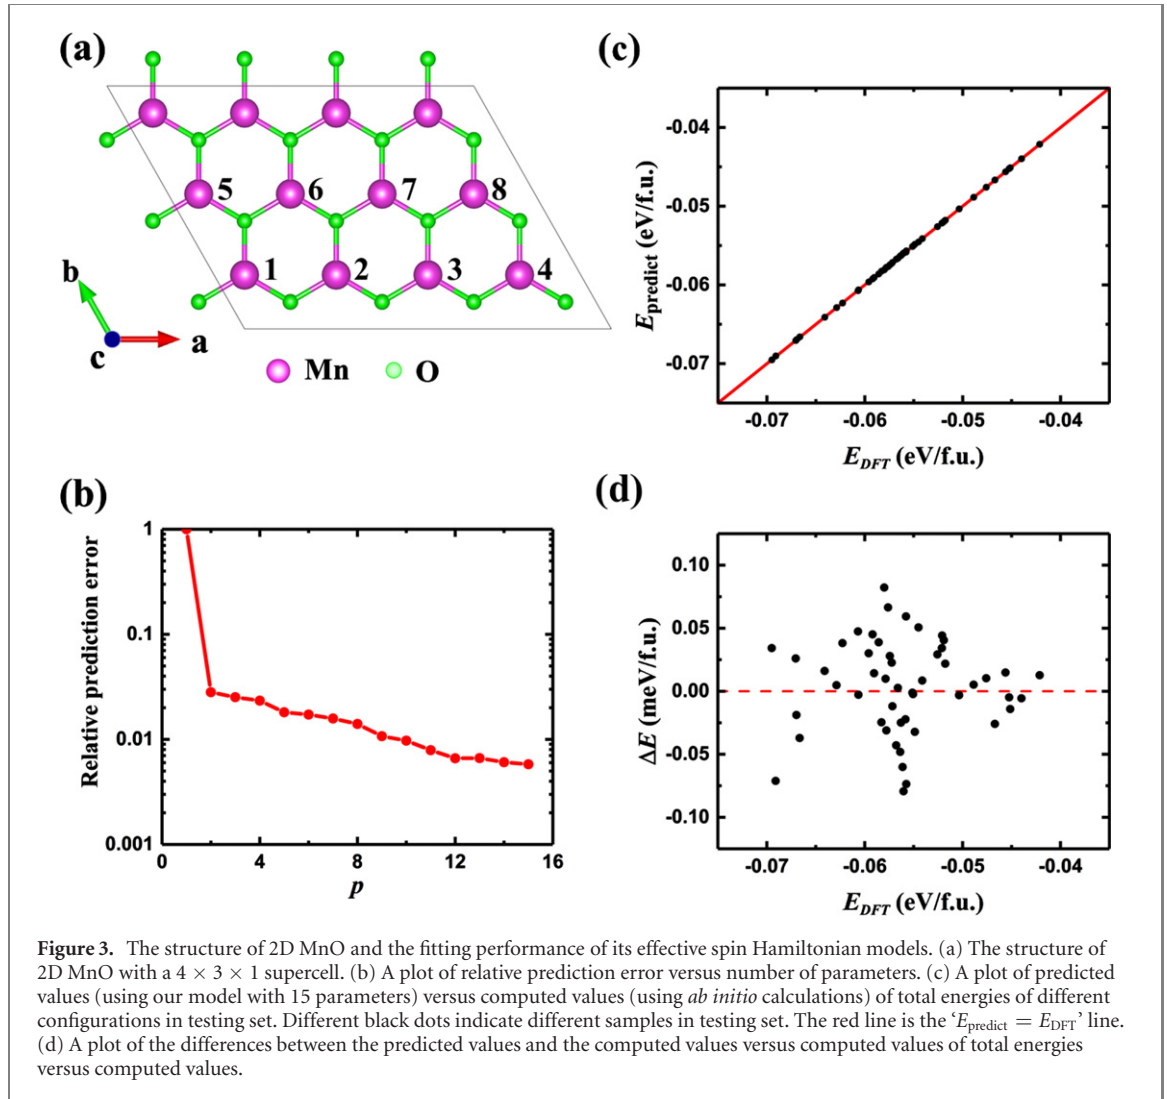 (a)
5 6 7 8
1 2 3 4
b
c
a
Mn O
(c)
E_predict (eV/f.u.)
-0.04
-0.05
-0.06
-0.07
-0.07 -0.06 -0.05 -0.04
E_DFT (eV/f.u.)
(b)
Relative prediction error
1
0.1
0.01
0.001
0 4 8 12 16
p
(d)
ΔE (meV/f.u.)
0.10
0.05
0.00
-0.05
-0.10
-0.07 -0.06 -0.05 -0.04
E_DFT (eV/f.u.)
Figure 3. The structure of 2D MnO and the fitting performance of its effective spin Hamiltonian models. (a) The structure of
2D MnO with a 4 × 3 × 1 supercell. (b) A plot of relative prediction error versus number of parameters. (c) A plot of predicted
values (using our model with 15 parameters) versus computed values (using ab initio calculations) of total energies of different
configurations in testing set. Different black dots indicate different samples in testing set. The red line is the ‘E_predict = E_DFT’ line.
(d) A plot of the differences between the predicted values and the computed values versus computed values of total energies
versus computed values.